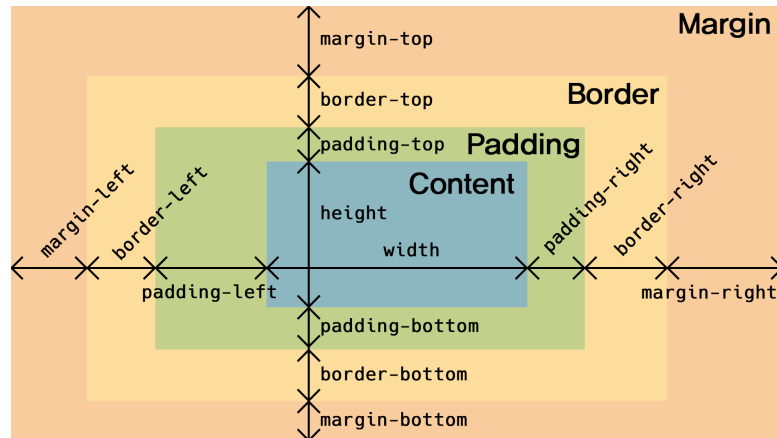 Margin
margin-top
Border
border-top
Padding
padding-top
Content
margin-left
border-left
padding-right
border-right
height
width
padding-left
margin-right
padding-bottom
border-bottom
margin-bottom